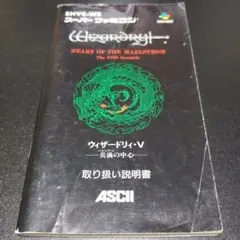 SHVC-W5
スーパーファミコン
Wizardry
HEART OF THE MAELSTROM
The Fifth Scenario
ウィザードリィ・V
—災渦の中心—
取り扱い説明書
ASCII